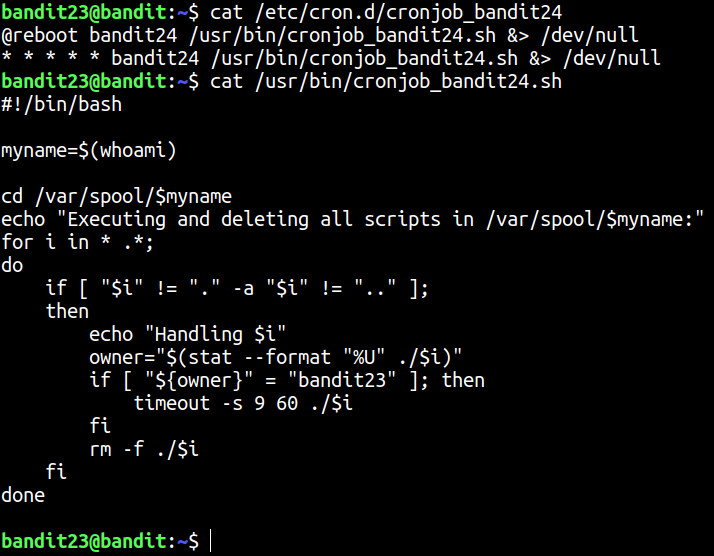 bandit23@bandit:~$ cat /etc/cron.d/cronjob_bandit24
@reboot bandit24 /usr/bin/cronjob_bandit24.sh &> /dev/null
* * * * * bandit24 /usr/bin/cronjob_bandit24.sh &> /dev/null
bandit23@bandit:~$ cat /usr/bin/cronjob_bandit24.sh
#!/bin/bash

myname=$(whoami)

cd /var/spool/$myname
echo "Executing and deleting all scripts in /var/spool/$myname:"
for i in * .*;
do
    if [ "$i" != "." -a "$i" != ".." ];
    then
        echo "Handling $i"
        owner="$(stat --format "%U" ./$i)"
        if [ "${owner}" = "bandit23" ]; then
            timeout -s 9 60 ./$i
        fi
        rm -f ./$i
    fi
done

bandit23@bandit:~$